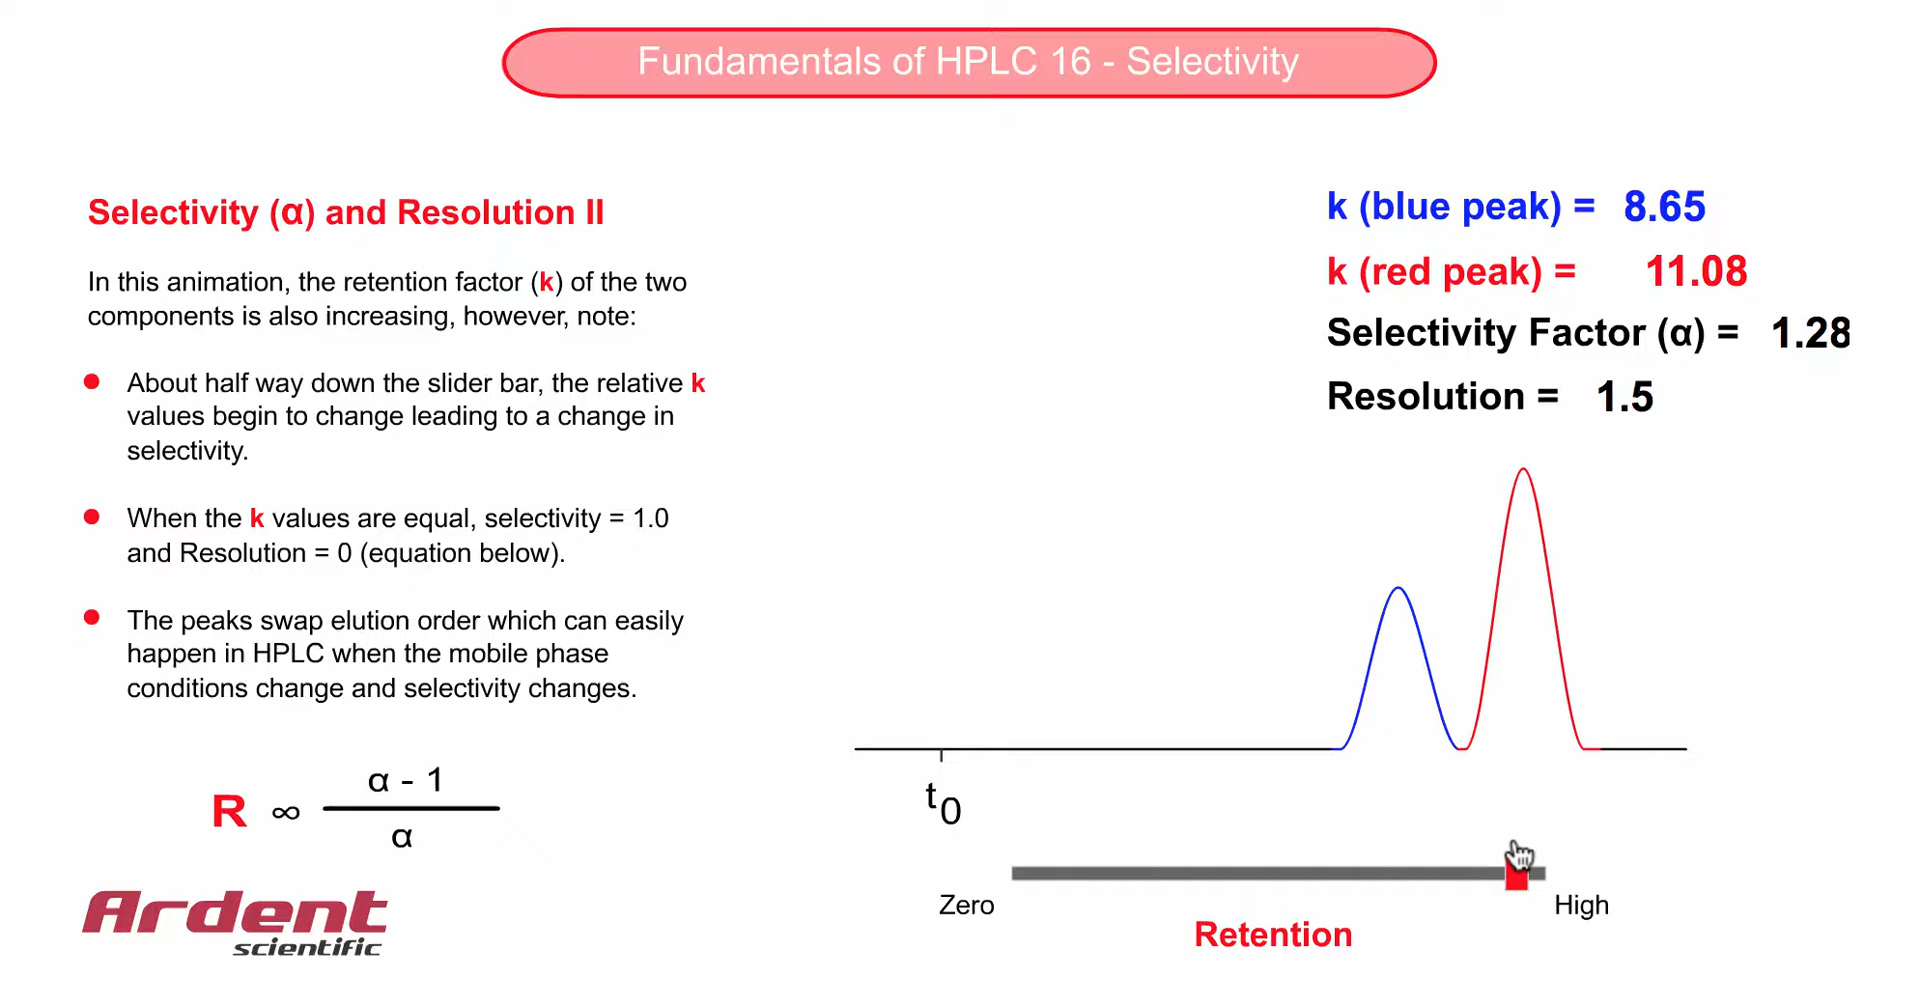 Fundamentals of HPLC 16 - Selectivity
Selectivity (α) and Resolution II
In this animation, the retention factor (k) of the two
components is also increasing, however, note:
About half way down the slider bar, the relative k
values begin to change leading to a change in
selectivity.
When the k values are equal, selectivity = 1.0
and Resolution = 0 (equation below).
The peaks swap elution order which can easily
happen in HPLC when the mobile phase
conditions change and selectivity changes.
R ∞ α - 1
α
Ardent
scientific
k (blue peak) = 8.65
k (red peak) = 11.08
Selectivity Factor (α) = 1.28
Resolution = 1.5
t0
Zero
High
Retention